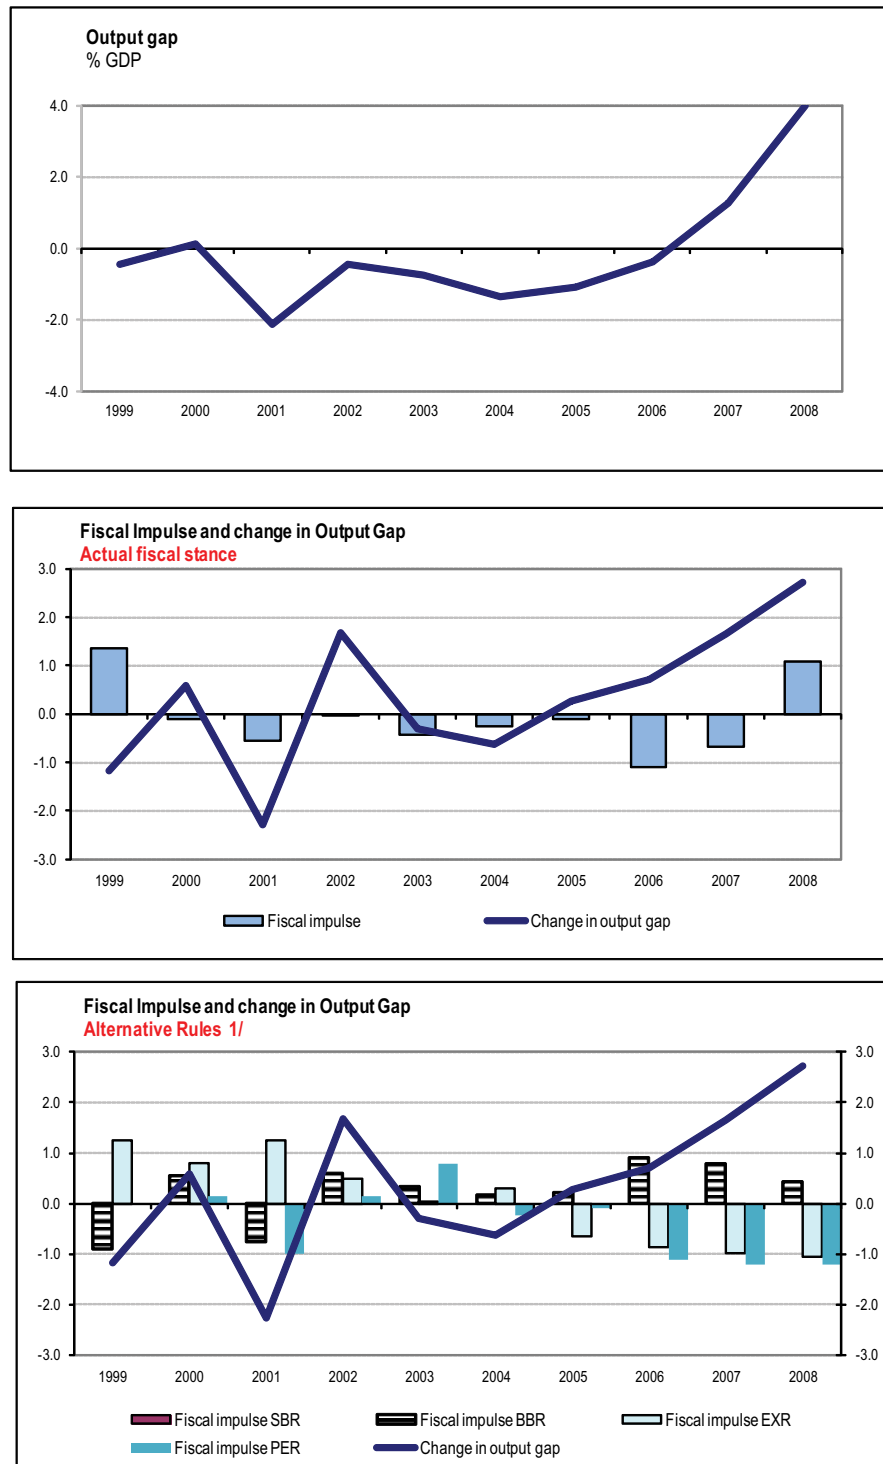 Output gap
% GDP
4.0
2.0
0.0
-2.0
-4.0
1999 2000 2001 2002 2003 2004 2005 2006 2007 2008
Fiscal Impulse and change in Output Gap
Actual fiscal stance
3.0
2.0
1.0
0.0
-1.0
-2.0
-3.0
1999 2000 2001 2002 2003 2004 2005 2006 2007 2008
Fiscal impulse Change in output gap
Fiscal Impulse and change in Output Gap
Alternative Rules 1/
3.0 3.0
2.0 2.0
1.0 1.0
0.0 0.0
-1.0 -1.0
-2.0 -2.0
-3.0 -3.0
1999 2000 2001 2002 2003 2004 2005 2006 2007 2008
Fiscal impulse SBR Fiscal impulse BBR Fiscal impulse EXR
Fiscal impulse PER Change in output gap